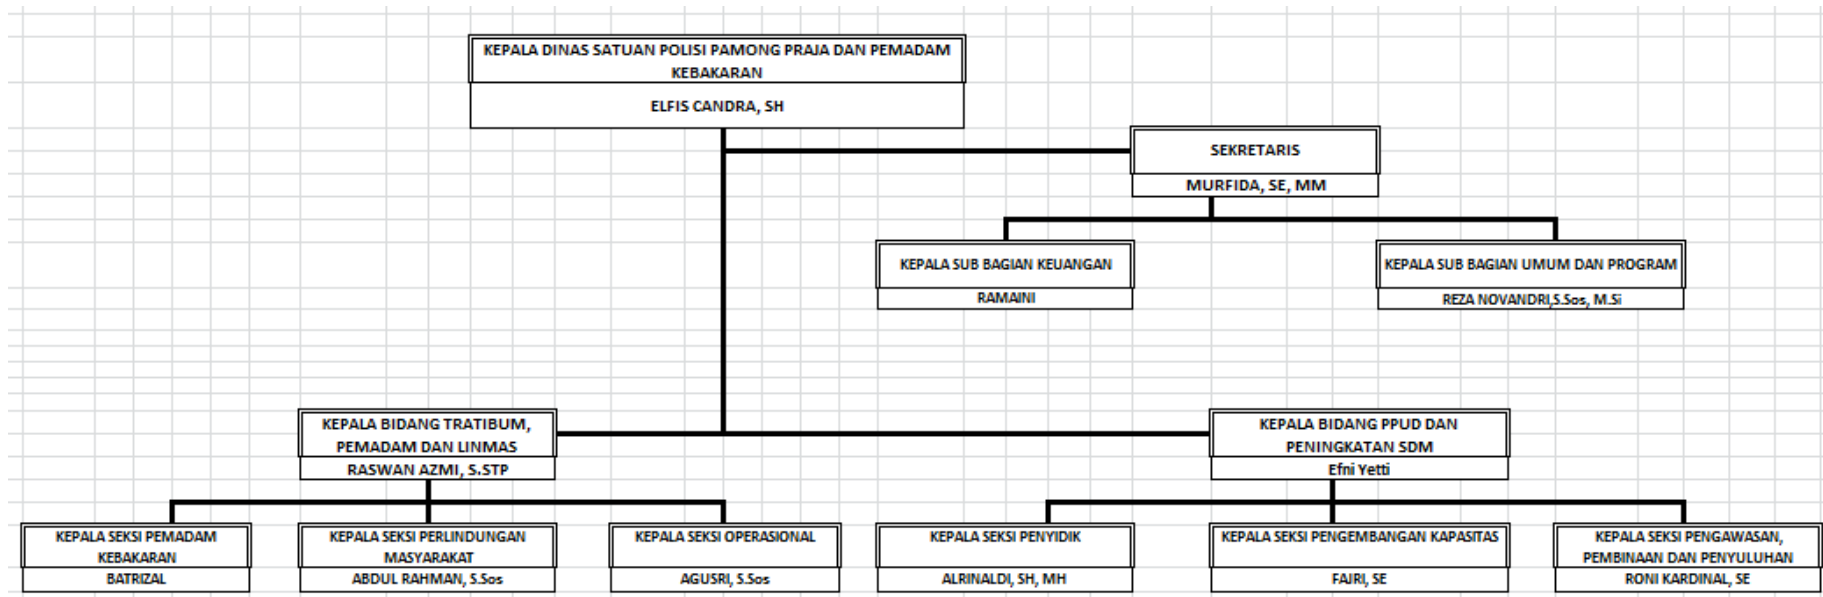 KEPALA DINAS SATUAN POLISI PAMONG PRAJA DAN PEMADAM
KEBAKARAN
ELFIS CANDRA, SH
SEKRETARIS
MURFIDA, SE, MM
KEPALA SUB BAGIAN KEUANGAN
RAMAINI
KEPALA SUB BAGIAN UMUM DAN PROGRAM
REZA NOVANDRI,S.Sos, M.Si
KEPALA BIDANG TRATIBUM,
PEMADAM DAN LINMAS
RASWAN AZMI, S.STP
KEPALA BIDANG PPUD DAN
PENINGKATAN SDM
Efni Yetti
KEPALA SEKSI PEMADAM
KEBAKARAN
BATRIZAL
KEPALA SEKSI PERLINDUNGAN
MASYARAKAT
ABDUL RAHMAN, S.Sos
KEPALA SEKSI OPERASIONAL
AGUSRI, S.Sos
KEPALA SEKSI PENYIDIK
ALRINALDI, SH, MH
KEPALA SEKSI PENGEMBANGAN KAPASITAS
FAJRI, SE
KEPALA SEKSI PENGAWASAN,
PEMBINAAN DAN PENYULUHAN
RONI KARDINAL, SE